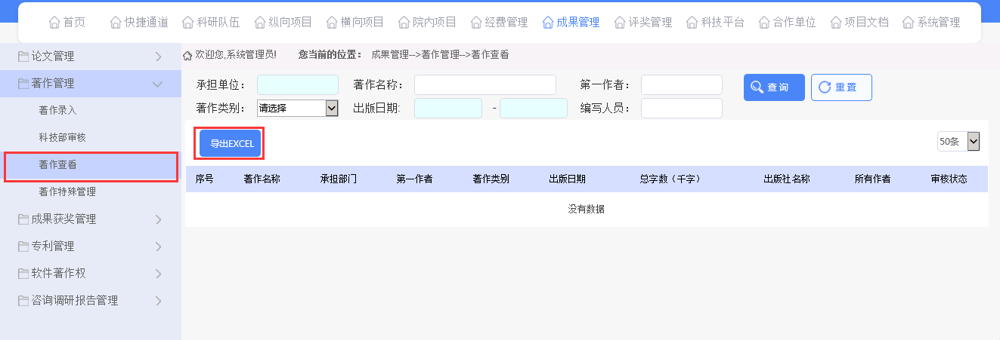 首页 快捷通道 科研队伍 纵向项目 横向项目 院内项目 经费管理 成果管理 评奖管理 科技平台 合作单位 项目文档 系统管理
论文管理
著作管理
著作录入
科技部审核
著作查看
著作特殊管理
成果获奖管理
专利管理
软件著作权
咨询调研报告管理
欢迎您,系统管理员! 您当前的位置： 成果管理-->著作管理-->著作查看
承担单位： 著作名称： 第一作者： 查询 重置
著作类别： 请选择 出版日期: - 编写人员：
导出EXCEL 50条
序号 著作名称 承担部门 第一作者 著作类别 出版日期 总字数（千字） 出版社名称 所有作者 审核状态
没有数据